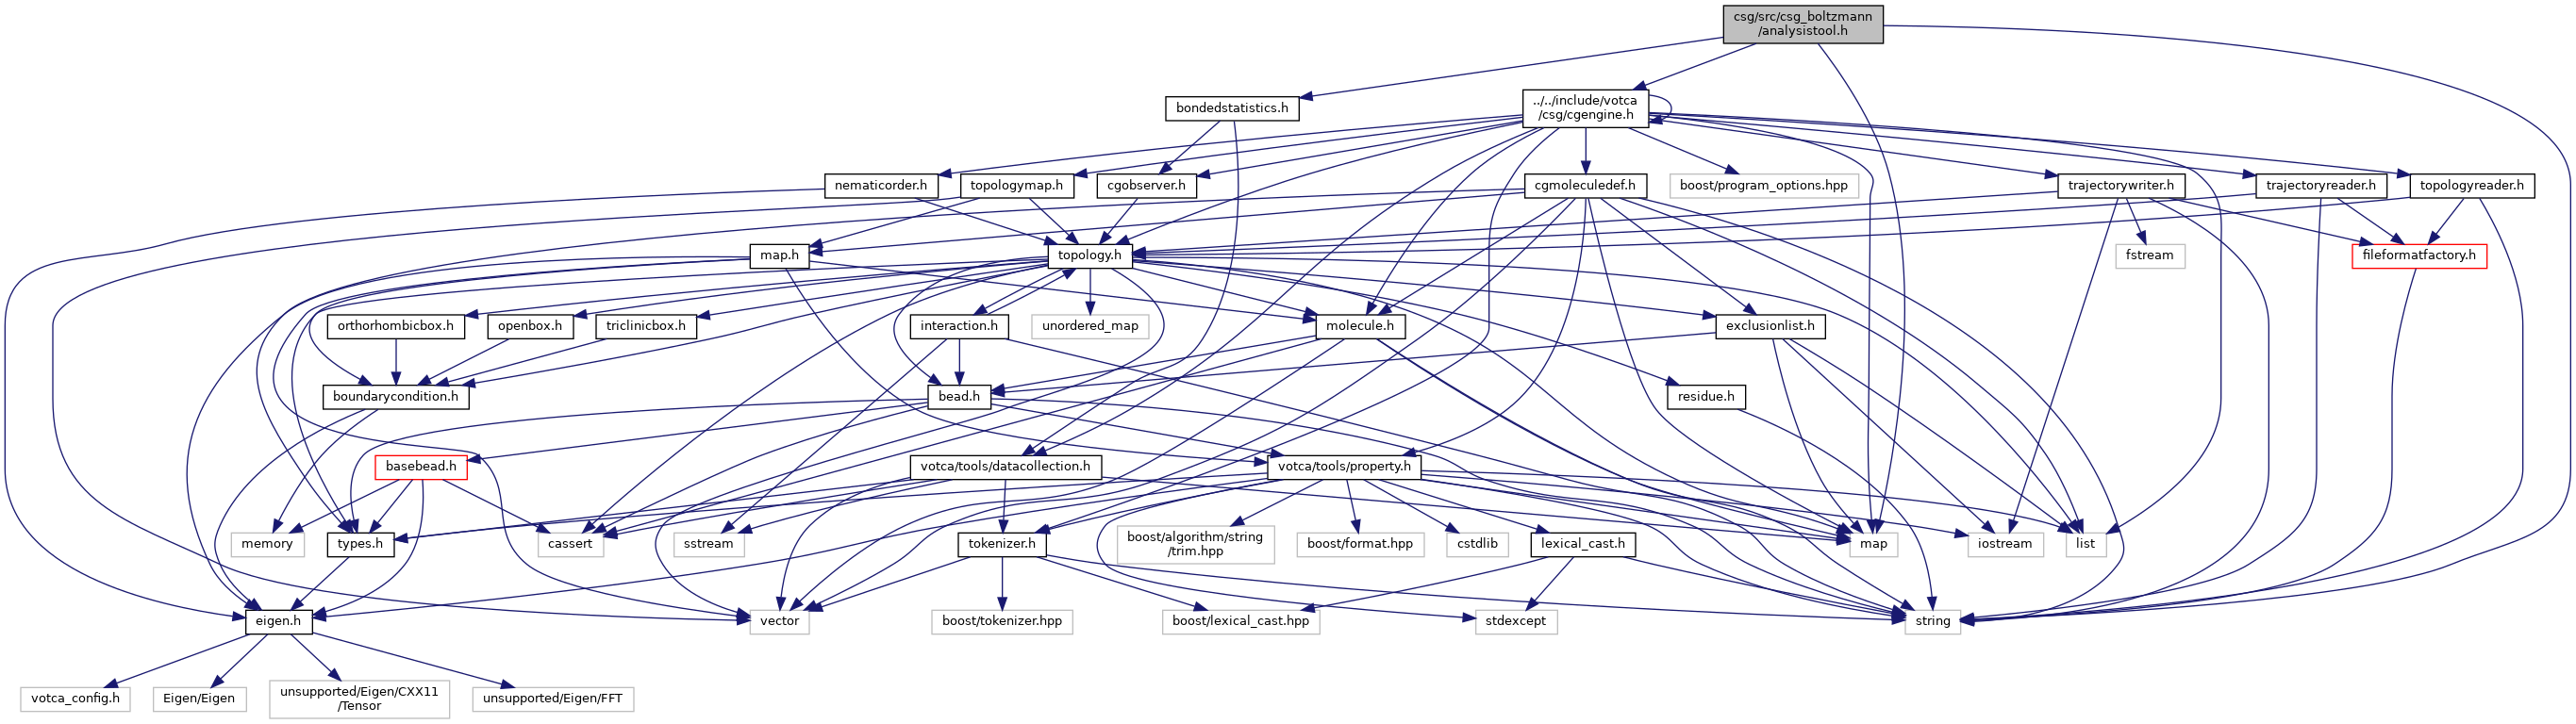 csg/src/csg_boltzmann
/analysistool.h
bondedstatistics.h
../../include/votca
/csg/cgengine.h
nematicorder.h
topologymap.h
cgobserver.h
cgmoleculedef.h
boost/program_options.hpp
trajectorywriter.h
trajectoryreader.h
topologyreader.h
map.h
topology.h
fstream
fileformatfactory.h
orthorhombicbox.h
openbox.h
triclinicbox.h
interaction.h
unordered_map
molecule.h
exclusionlist.h
boundarycondition.h
bead.h
residue.h
basebead.h
votca/tools/datacollection.h
votca/tools/property.h
memory
types.h
cassert
sstream
tokenizer.h
boost/algorithm/string
/trim.hpp
boost/format.hpp
cstdlib
lexical_cast.h
map
iostream
list
eigen.h
vector
boost/tokenizer.hpp
boost/lexical_cast.hpp
stdexcept
string
votca_config.h
Eigen/Eigen
unsupported/Eigen/CXX11
/Tensor
unsupported/Eigen/FFT